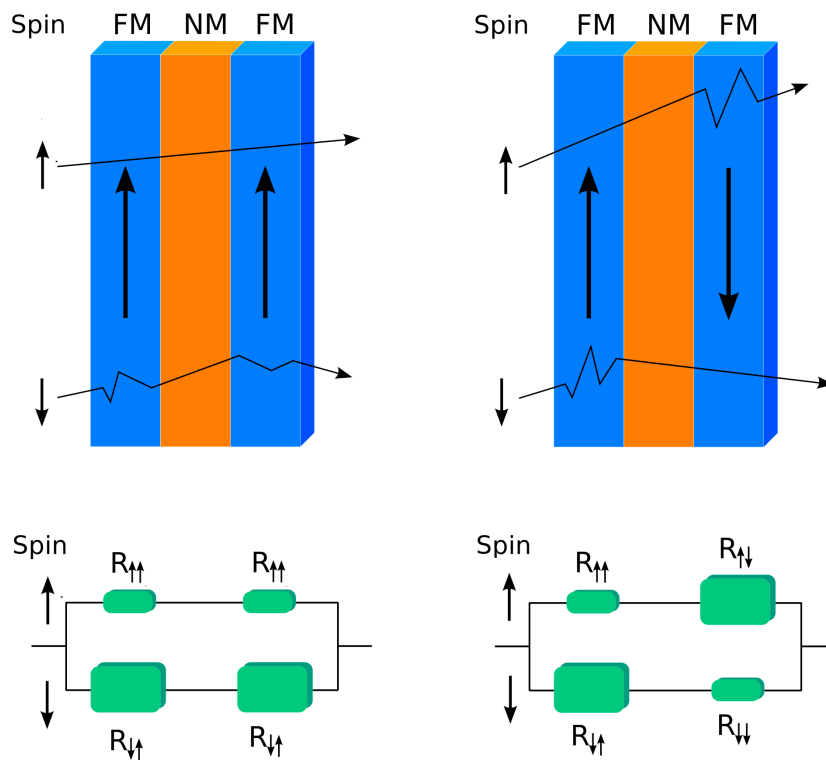 Spin FM NM FM
Spin FM NM FM
Spin
R↑↑ R↑↑
R↓↑ R↓↑
Spin
R↑↑ R↑↓
R↓↑ R↓↓